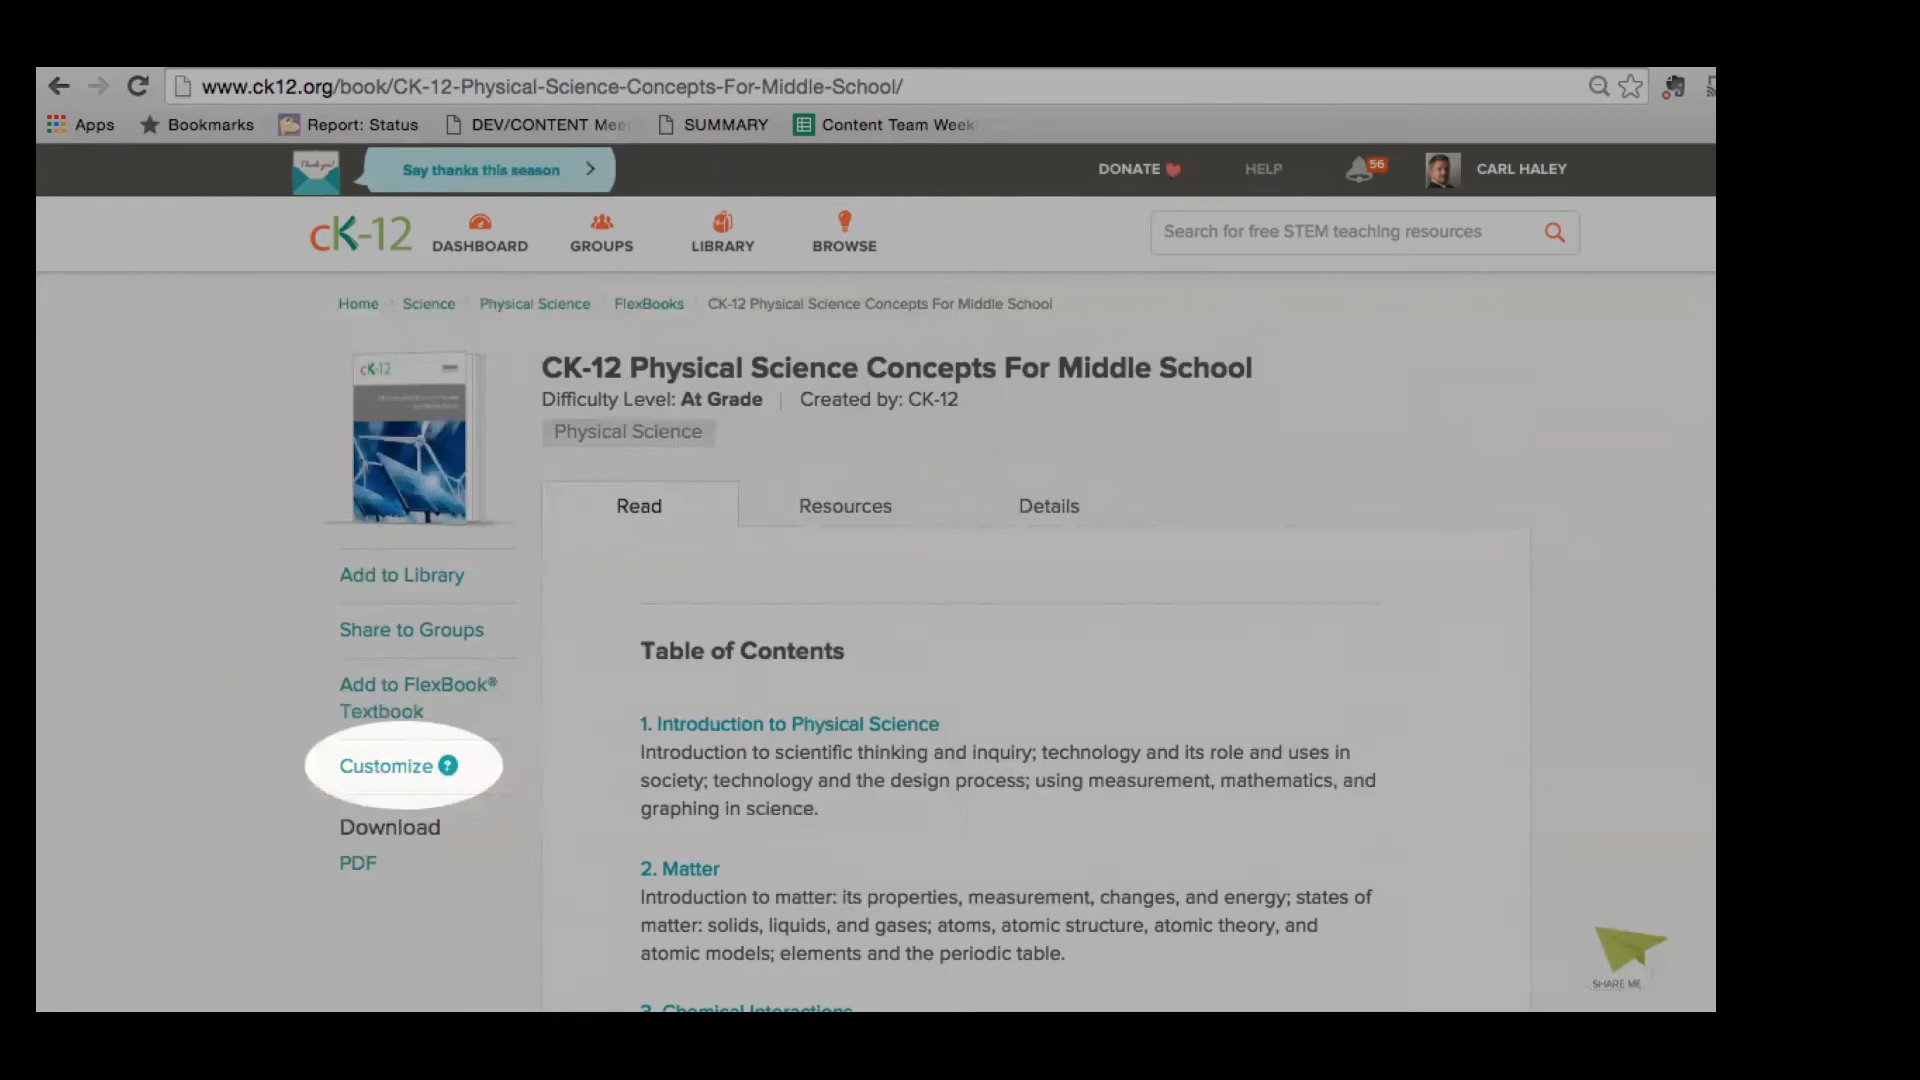 www.ck12.org/book/CK-12-Physical-Science-Concepts-For-Middle-School/
Apps Bookmarks Report: Status DEV/CONTENT Mee SUMMARY Content Team Week
Thank you!
Say thanks this season
DONATE HELP 56 CARL HALEY
cK-12 DASHBOARD GROUPS LIBRARY BROWSE
Search for free STEM teaching resources
Home Science Physical Science FlexBooks CK-12 Physical Science Concepts For Middle School
cK-12
CK-12 Physical Science Concepts For Middle School
Difficulty Level: At Grade | Created by: CK-12
Physical Science
Read Resources Details
Add to Library
Share to Groups
Add to FlexBook®
Textbook
Customize ?
Download
PDF
Table of Contents
1. Introduction to Physical Science
Introduction to scientific thinking and inquiry; technology and its role and uses in
society; technology and the design process; using measurement, mathematics, and
graphing in science.
2. Matter
Introduction to matter: its properties, measurement, changes, and energy; states of
matter: solids, liquids, and gases; atoms, atomic structure, atomic theory, and
atomic models; elements and the periodic table.
3. Chemical Interactions
SHARE ME